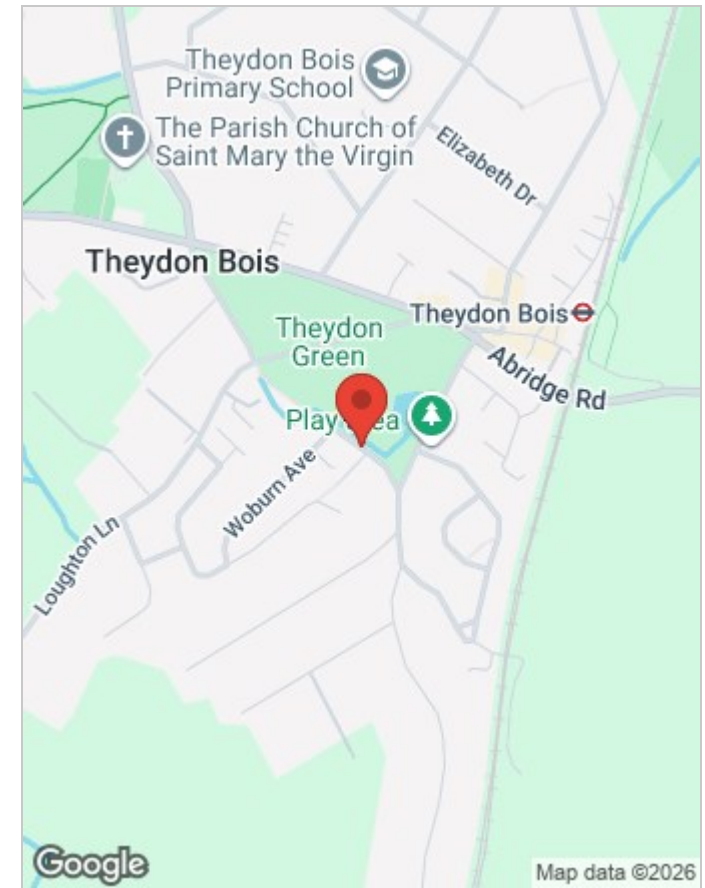 Theydon Bois
Primary School
The Parish Church of
Saint Mary the Virgin
Elizabeth Dr
Theydon Bois
Theydon Bois
Theydon
Green
Abridge Rd
Play
Woburn Ave
Loughton Ln
Google
Map data ©2026